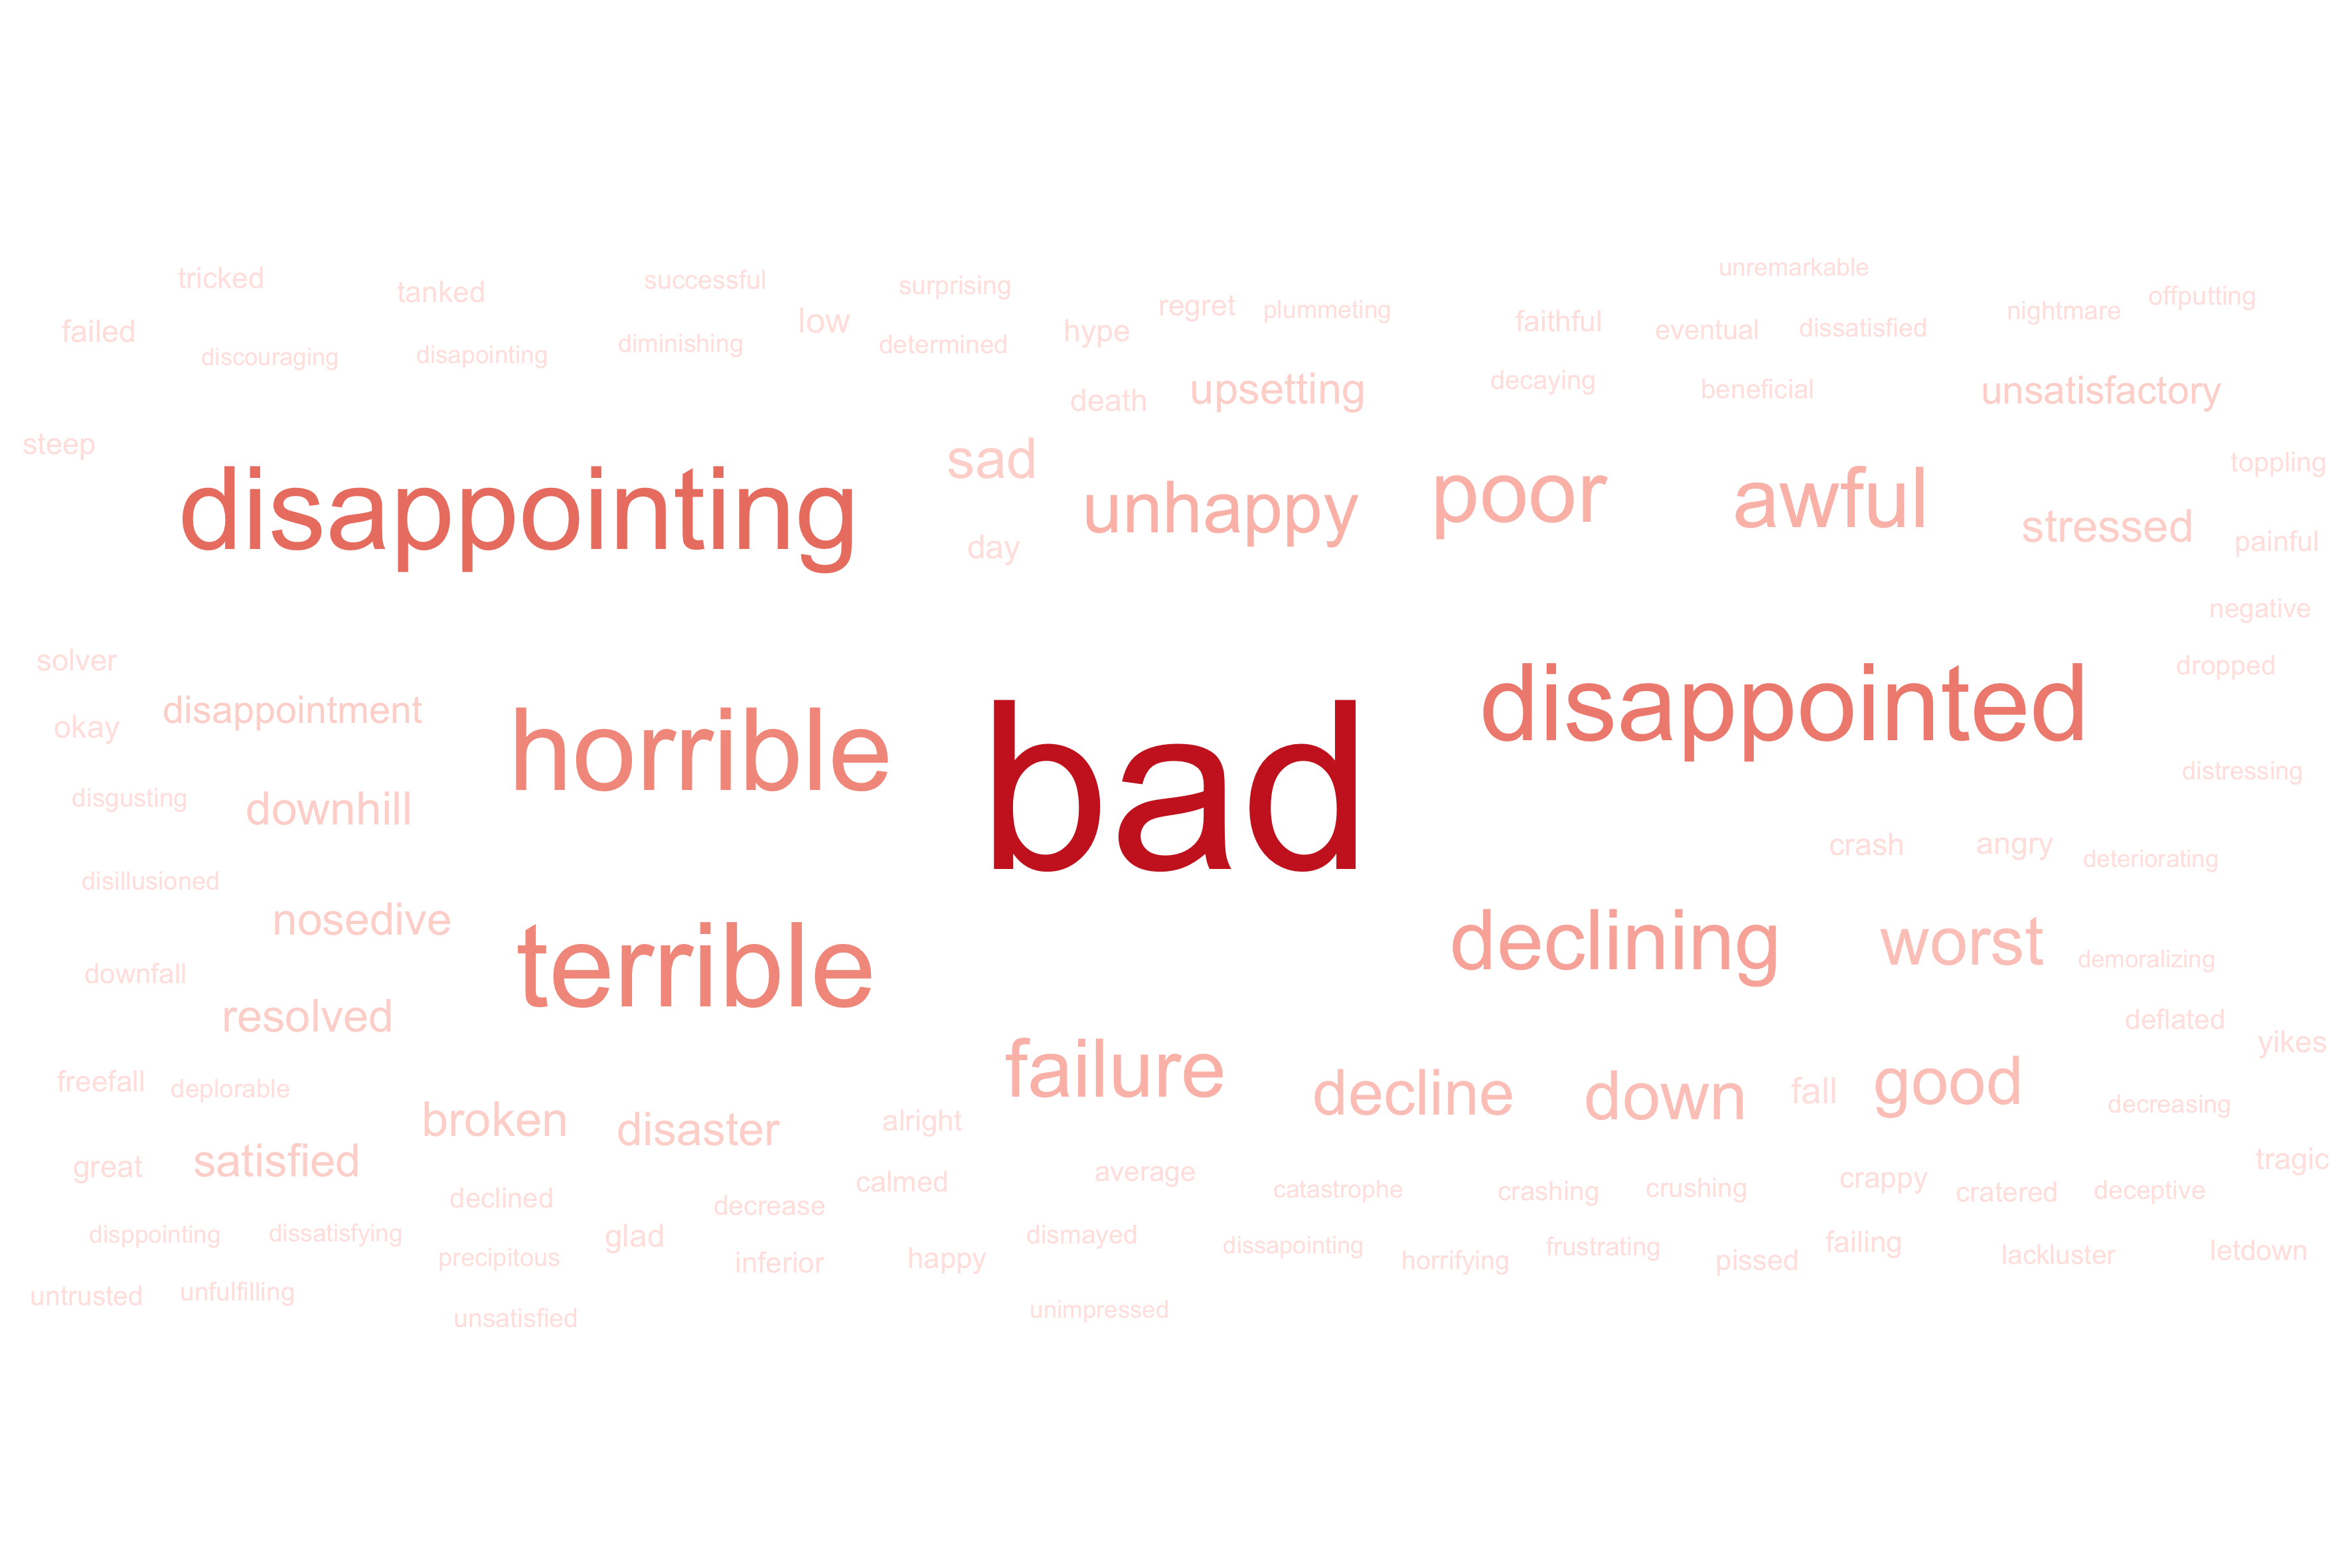 unremarkable
tricked
tanked
successful
surprising
nightmare
offputting
failed
low
regret
plummeting
hype
faithful
eventual
dissatisfied
discouraging
disapointing
diminishing
determined
death
upsetting
decaying
beneficial
unsatisfactory
steep
sad
toppling
disappointing
unhappy
poor
awful
stressed
day
painful
negative
solver
dropped
okay
disappointment
horrible
bad
disappointed
disgusting
downhill
distressing
crash
angry
deteriorating
disillusioned
nosedive
terrible
declining
worst
demoralizing
downfall
resolved
deflated
yikes
freefall
deplorable
failure
decline
down
fall
good
decreasing
broken
disaster
alright
great
satisfied
average
tragic
declined
decrease
calmed
catastrophe
crashing
crushing
crappy
cratered
deceptive
disppointing
dissatisfying
glad
dismayed
dissapointing
frustrating
failing
precipitous
inferior
happy
horrifying
pissed
lackluster
letdown
untrusted
unfulfilling
unsatisfied
unimpressed